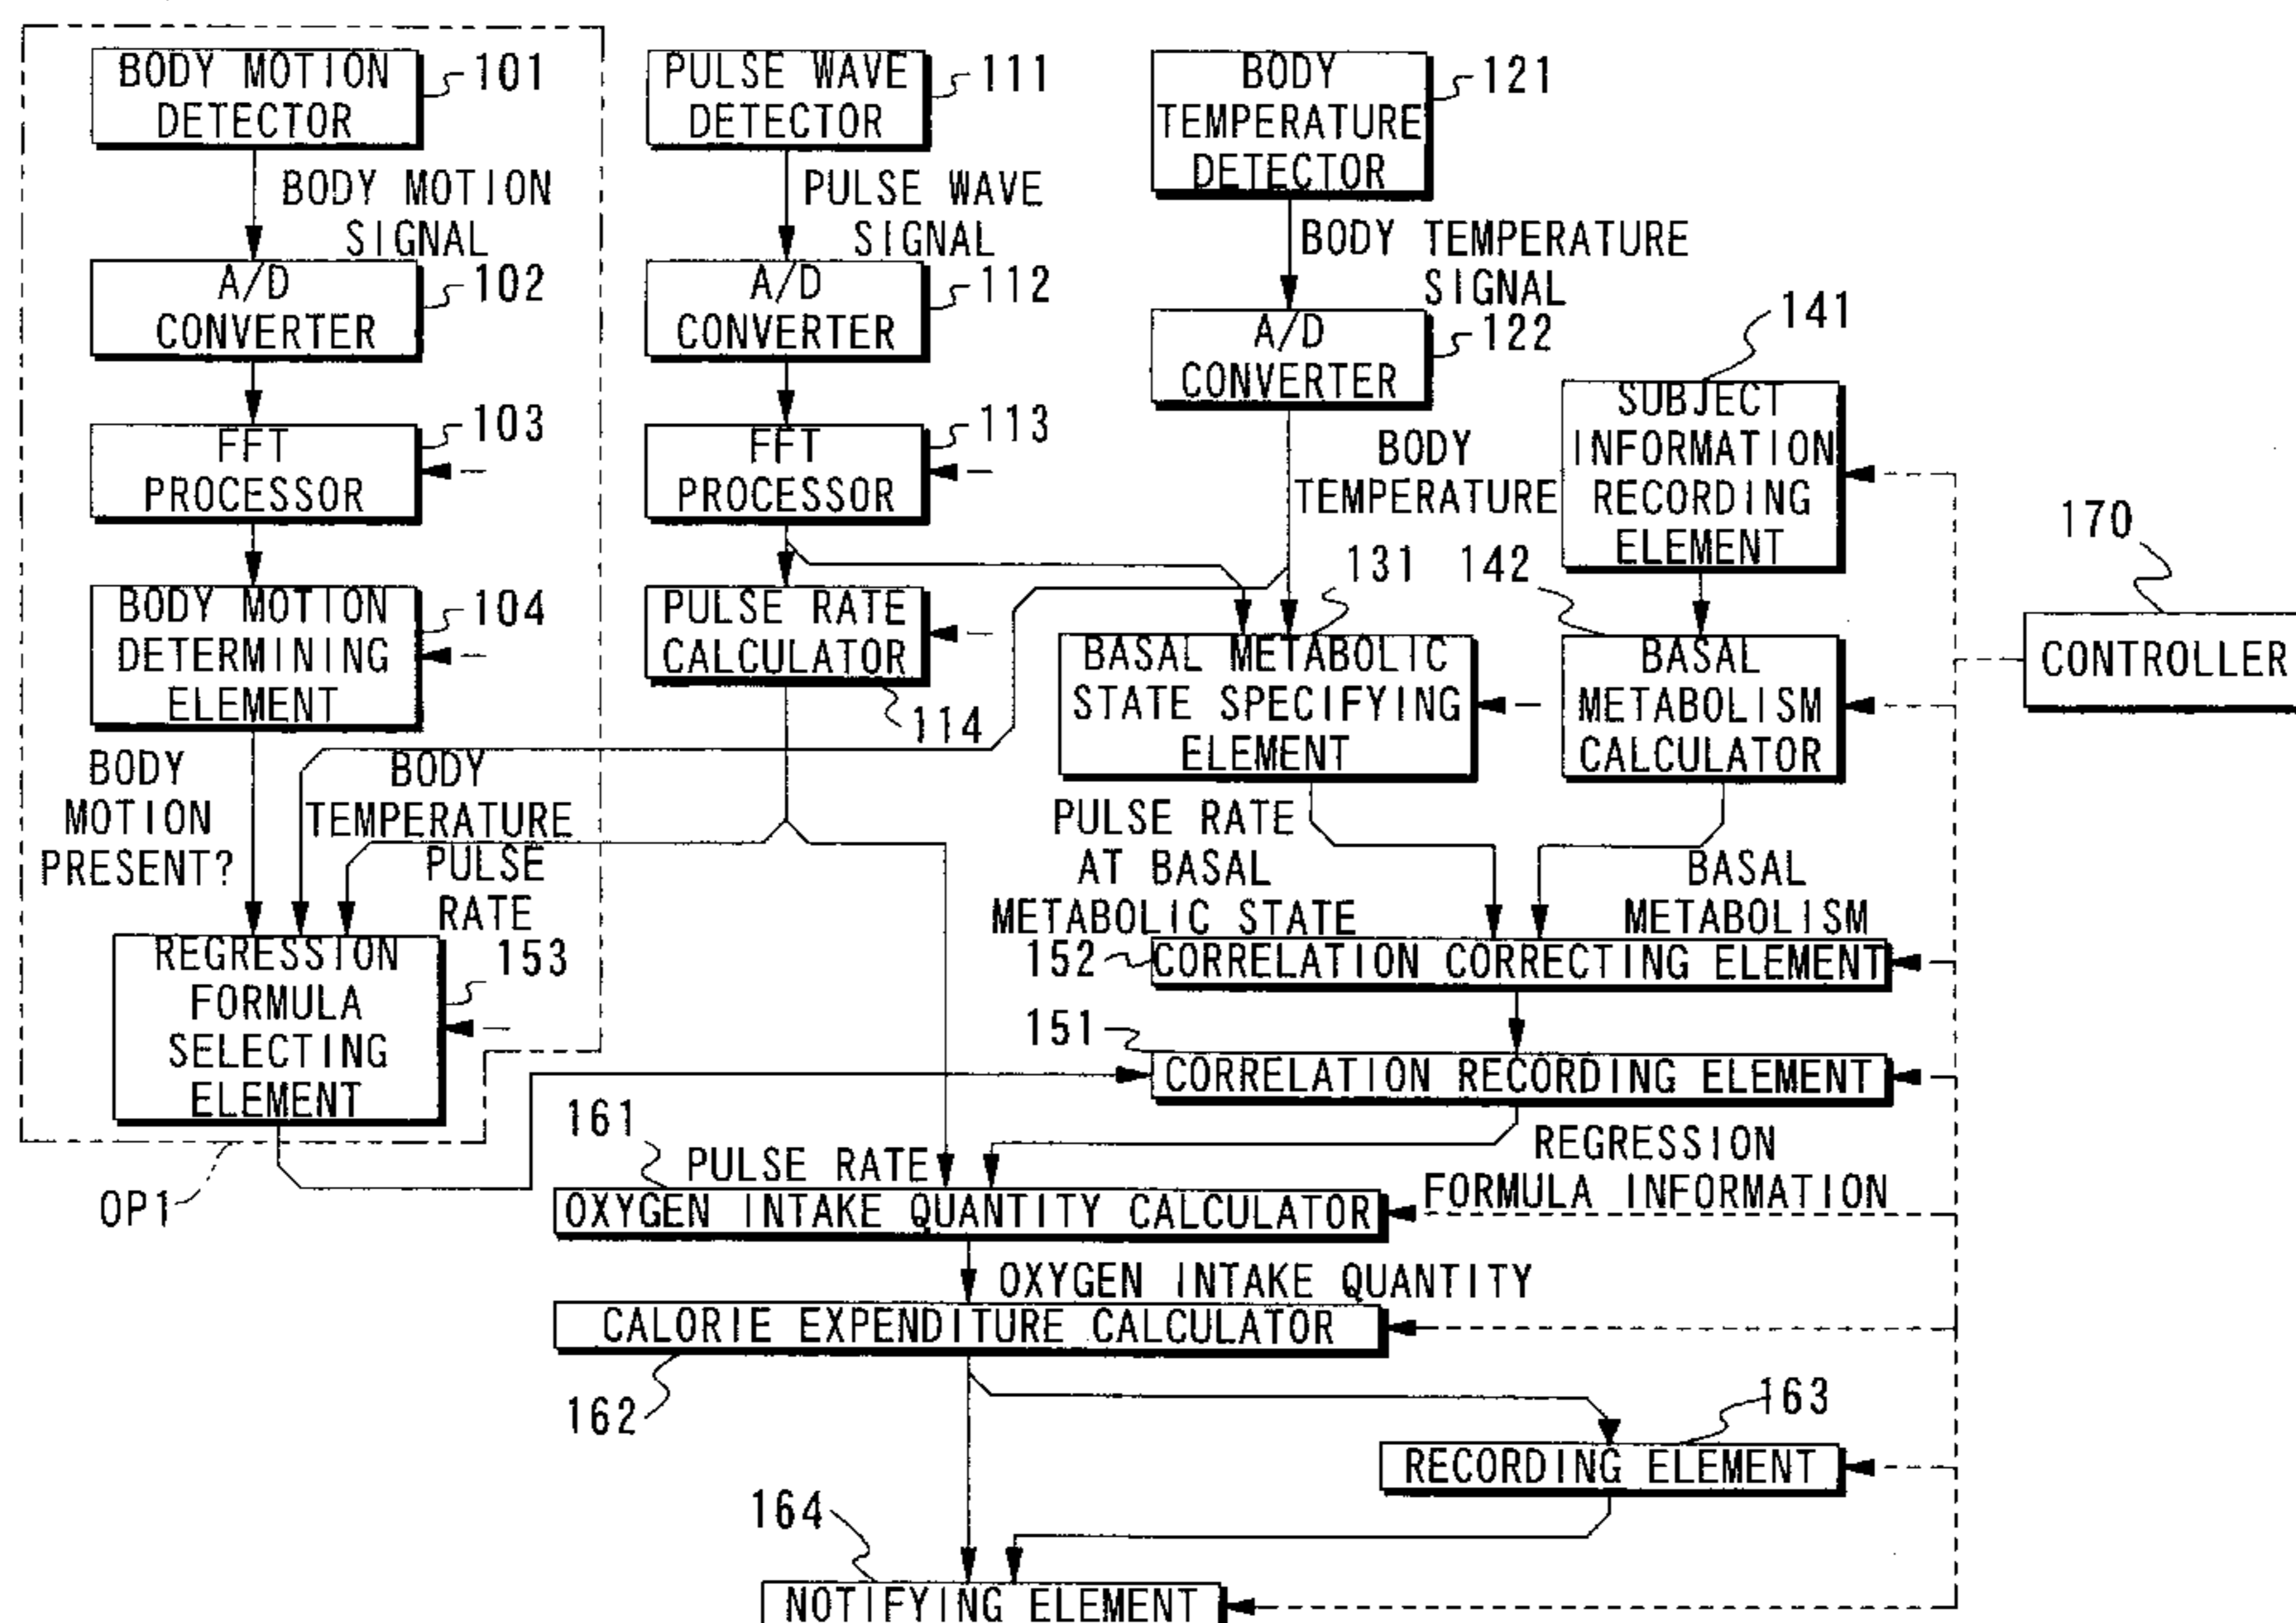 BODY MOTION
DETECTOR
101
BODY MOTION
SIGNAL
A/D
CONVERTER
102
FFT
PROCESSOR
103
BODY MOTION
DETERMINING
ELEMENT
104
BODY
MOTION
PRESENT?
BODY
TEMPERATURE
PULSE
RATE
REGRESSION
FORMULA
SELECTING
ELEMENT
153
OP1
PULSE WAVE
DETECTOR
111
PULSE WAVE
SIGNAL
A/D
CONVERTER
112
FFT
PROCESSOR
113
PULSE RATE
CALCULATOR
114
BODY
TEMPERATURE
DETECTOR
121
BODY TEMPERATURE
SIGNAL
A/D
CONVERTER
122
BODY
TEMPERATURE
141
SUBJECT
INFORMATION
RECORDING
ELEMENT
131
BASAL METABOLIC
STATE SPECIFYING
ELEMENT
142
BASAL
METABOLISM
CALCULATOR
170
CONTROLLER
PULSE RATE
AT BASAL
METABOLIC STATE
BASAL
METABOLISM
152
CORRELATION CORRECTING ELEMENT
151
CORRELATION RECORDING ELEMENT
REGRESSION
FORMULA INFORMATION
161
PULSE RATE
OXYGEN INTAKE QUANTITY CALCULATOR
OXYGEN INTAKE QUANTITY
CALORIE EXPENDITURE CALCULATOR
162
163
RECORDING ELEMENT
164
NOTIFYING ELEMENT